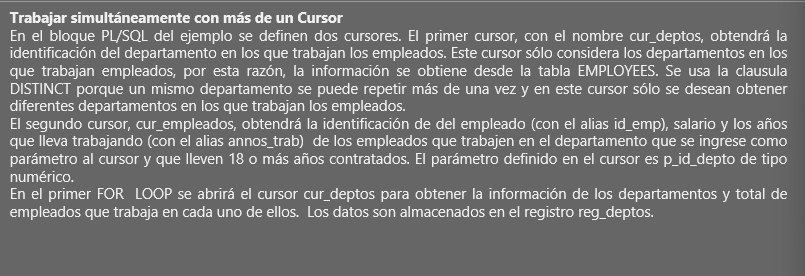 Trabajar simultáneamente con más de un Cursor
En el bloque PL/SQL del ejemplo se definen dos cursores. El primer cursor, con el nombre cur_deptos, obtendrá la
identificación del departamento en los que trabajan los empleados. Este cursor sólo considera los departamentos en los
que trabajan empleados, por esta razón, la información se obtiene desde la tabla EMPLOYEES. Se usa la clausula
DISTINCT porque un mismo departamento se puede repetir más de una vez y en este cursor sólo se desean obtener
diferentes departamentos en los que trabajan los empleados.
El segundo cursor, cur_empleados, obtendrá la identificación de del empleado (con el alias id_emp), salario y los años
que lleva trabajando (con el alias annos_trab) de los empleados que trabajen en el departamento que se ingrese como
parámetro al cursor y que lleven 18 o más años contratados. El parámetro definido en el cursor es p_id_depto de tipo
numérico.
En el primer FOR LOOP se abrirá el cursor cur_deptos para obtener la información de los departamentos y total de
empleados que trabaja en cada uno de ellos. Los datos son almacenados en el registro reg_deptos.